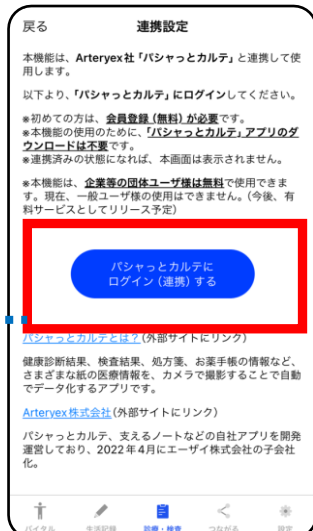 戻る 連携設定
本機能は、Arteryex社「パシャっとカルテ」と連携して使
用します。
以下より、「パシャっとカルテ」にログインしてください。
※初めての方は、会員登録(無料)が必要です。
※本機能の使用のために、「パシャっとカルテ」アプリのダ
ウンロードは不要です。
※連携済みの状態になれば、本画面は表示されません。
※本機能は、企業等の団体ユーザ様は無料で使用できま
す。現在、一般ユーザ様の使用はできません。(今後、有
料サービスとしてリリース予定)
パシャっとカルテに
ログイン(連携)する
パシャっとカルテとは?(外部サイトにリンク)
健康診断結果、検査結果、処方箋、お薬手帳の情報など、
さまざまな紙の医療情報を、カメラで撮影することで自動
でデータ化するアプリです。
Arteryex株式会社(外部サイトにリンク)
パシャっとカルテ、支えるノートなどの自社アプリを開発
運営しており、2022年4月にエーザイ株式会社の子会社
化。
バイタル 生活記録 診療・検査 つながる 設定